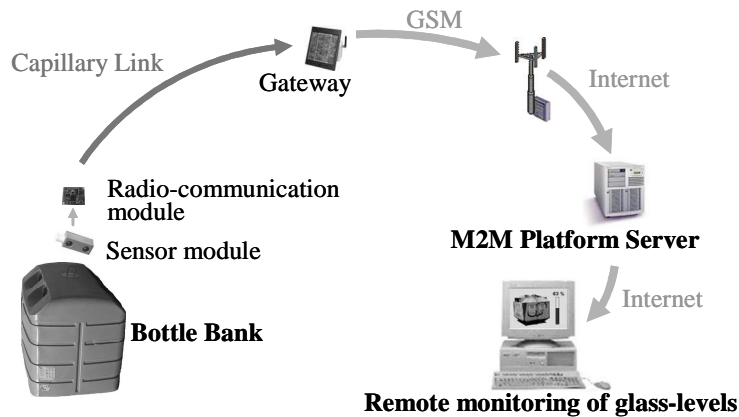 GSM
Capillary Link
Gateway
Internet
Radio-communication
module
Sensor module
M2M Platform Server
Bottle Bank
Internet
63 %
Remote monitoring of glass-levels